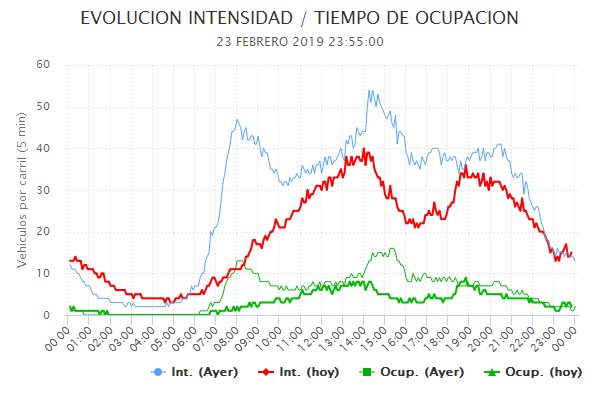 EVOLUCION INTENSIDAD / TIEMPO DE OCUPACION
23 FEBRERO 2019 23:55:00
Vehiculos por carril (5 min)
60
50
40
30
20
10
0
00:00 01:00 02:00 03:00 04:00 05:00 06:00 07:00 08:00 09:00 10:00 11:00 12:00 13:00 14:00 15:00 16:00 17:00 18:00 19:00 20:00 21:00 22:00 23:00 00:00
Int. (Ayer) Int. (hoy) Ocup. (Ayer) Ocup. (hoy)